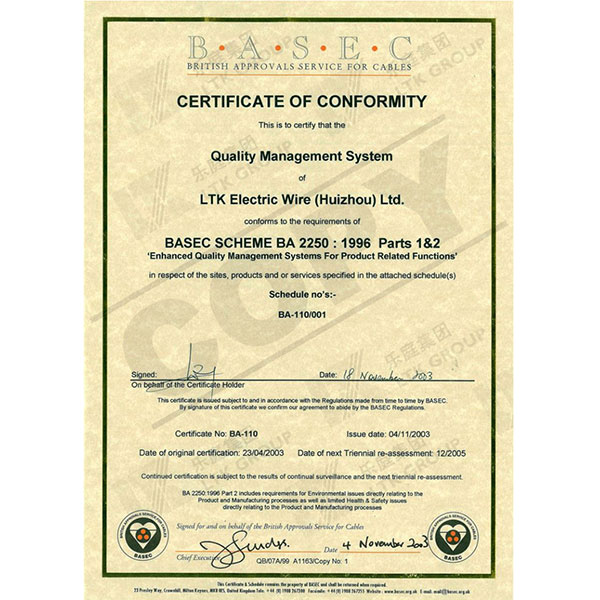 B·A·S·E·C
BRITISH APPROVALS SERVICE FOR CABLES
乐庭集团
LTK GROUP
CERTIFICATE OF CONFORMITY
This is to certify that the
Quality Management System
of
LTK Electric Wire (Huizhou) Ltd.
conforms to the requirements of
BASEC SCHEME BA 2250 : 1996 Parts 1&2
'Enhanced Quality Management Systems For Product Related Functions'
in respect of the sites, products and or services specified in the attached schedule(s)
Schedule no's:-
BA-110/001
COPY
Signed: Date: 18 November 2003
On behalf of the Certificate Holder
This certificate is issued subject to and in accordance with the Regulations made from time to time by BASEC.
By signature of this certificate we confirm our agreement to abide by the BASEC Regulations.
Certificate No: BA-110 Issue date: 04/11/2003
Date of original certification: 23/04/2003 Date of next Triennial re-assessment: 12/2005
Continued certification is subject to the results of continual surveillance and the next triennial re-assessment.
BA 2250:1996 Part 2 includes requirements for Environmental issues directly relating to the
Product and Manufacturing processes as well as limited Health & Safety issues
directly relating to the Product and Manufacturing processes
Signed for and on behalf of the British Approvals Service for Cables
Chief Executive Date 4 November 2003
BRITISH APPROVALS SERVICE FOR CABLES
BASEC
BRITISH APPROVALS SERVICE FOR CABLES
BASEC
QB/07A/99 A1163/Copy No: 1
This Certificate & Schedule remains the property of BASEC and shall be returned when required.
23 Presley Way, Crownhill, Milton Keynes, MK8 0ES, United Kingdom Tele. +44 (0) 1908 267300 Facsimile: +44 (0) 1908 267255 Website: www.basec.org.uk E-mail: mail@basec.org.uk